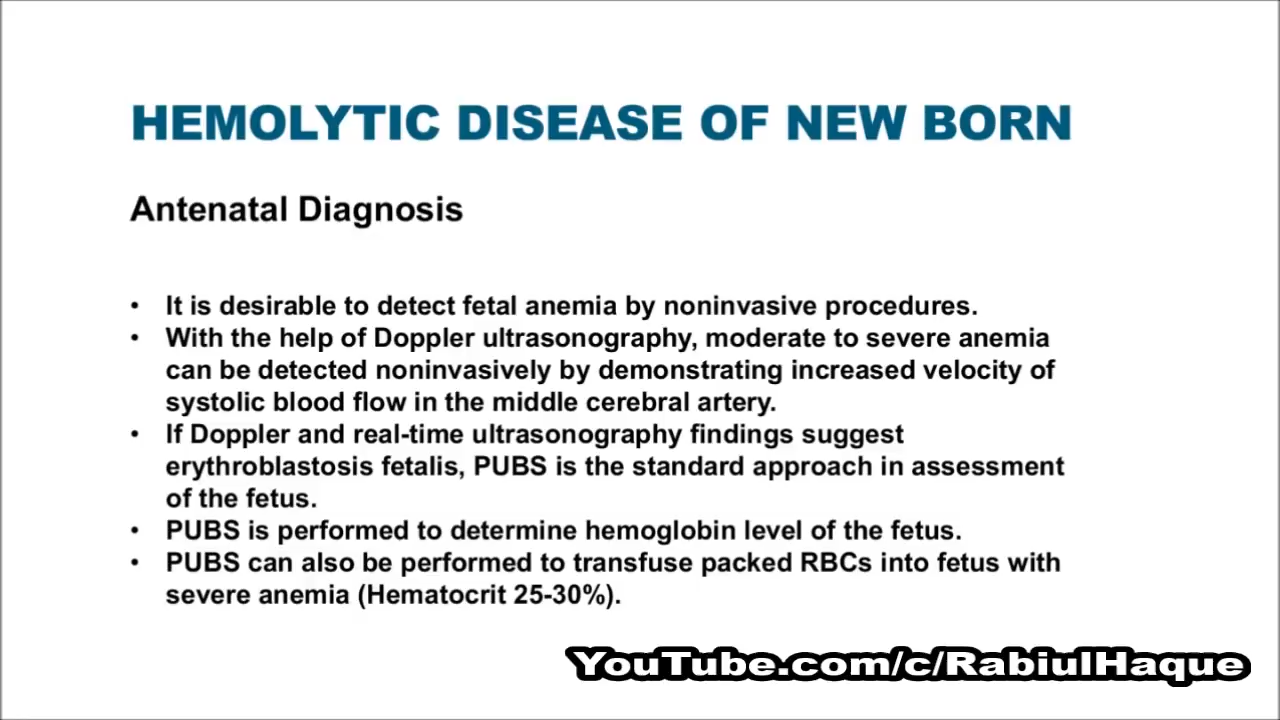 HEMOLYTIC DISEASE OF NEW BORN
Antenatal Diagnosis
• It is desirable to detect fetal anemia by noninvasive procedures.
• With the help of Doppler ultrasonography, moderate to severe anemia
can be detected noninvasively by demonstrating increased velocity of
systolic blood flow in the middle cerebral artery.
• If Doppler and real-time ultrasonography findings suggest
erythroblastosis fetalis, PUBS is the standard approach in assessment
of the fetus.
• PUBS is performed to determine hemoglobin level of the fetus.
• PUBS can also be performed to transfuse packed RBCs into fetus with
severe anemia (Hematocrit 25-30%).
YouTube.com/c/RabiulHaque